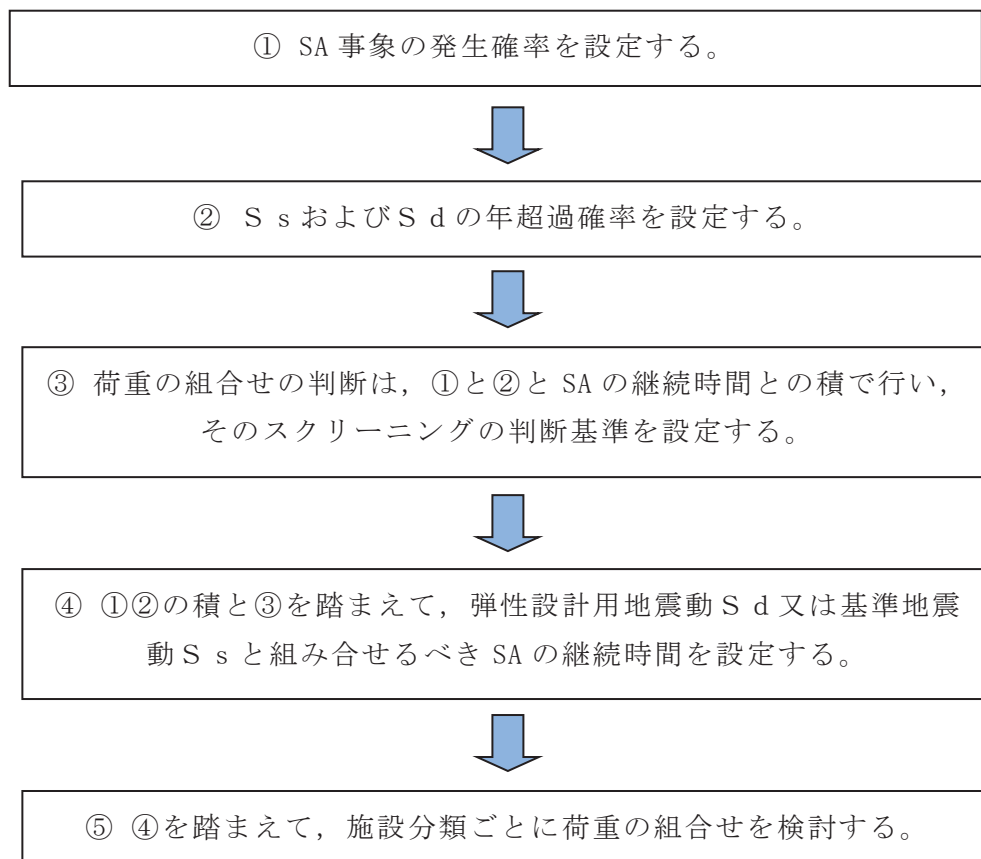 ① SA 事象の発生確率を設定する。
② ＳｓおよびＳｄの年超過確率を設定する。
③ 荷重の組合せの判断は，①と②と SA の継続時間との積で行い，
そのスクリーニングの判断基準を設定する。
④ ①②の積と③を踏まえて，弾性設計用地震動Ｓｄ又は基準地震
動Ｓｓと組み合せるべき SA の継続時間を設定する。
⑤ ④を踏まえて，施設分類ごとに荷重の組合せを検討する。